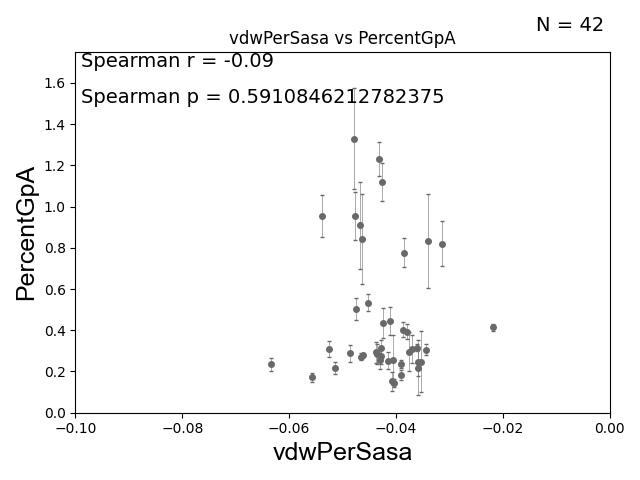 N = 42
vdwPerSasa vs PercentGpA
Spearman r = -0.09
Spearman p = 0.5910846212782375
PercentGpA
1.6
1.4
1.2
1.0
0.8
0.6
0.4
0.2
0.0
−0.10 −0.08 −0.06 −0.04 −0.02 0.00
vdwPerSasa